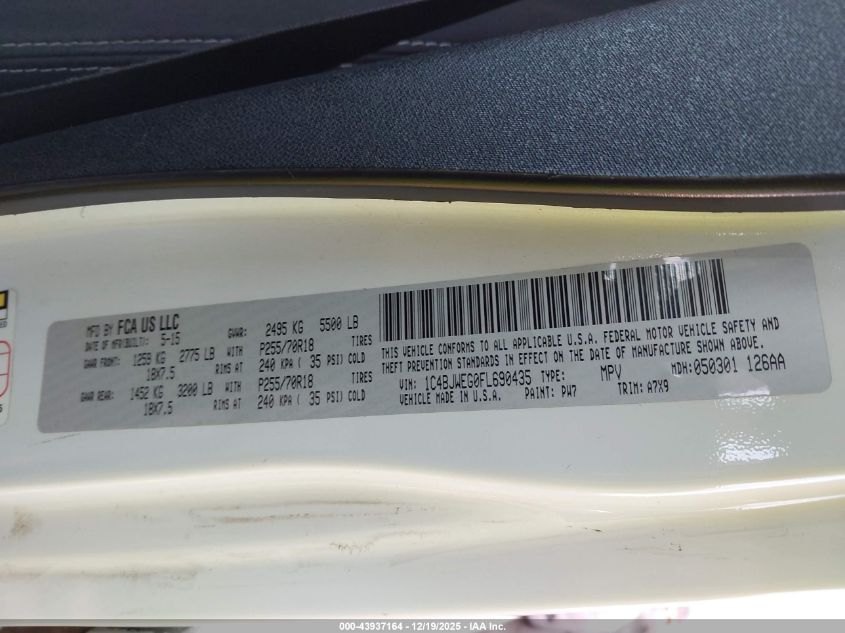 MFD BY FCA US LLC
DATE OF MFR(BUILT): 5-15 GVWR: 2495 KG 5500 LB
GAWR FRONT: 1259 KG 2775 LB WITH P255/70R18 TIRES
18X7.5 RIMS AT 240 KPA ( 35 PSI) COLD
GAWR REAR: 1452 KG 3200 LB WITH P255/70R18 TIRES
18X7.5 RIMS AT 240 KPA ( 35 PSI) COLD
THIS VEHICLE CONFORMS TO ALL APPLICABLE U.S.A. FEDERAL MOTOR VEHICLE SAFETY AND
THEFT PREVENTION STANDARDS IN EFFECT ON THE DATE OF MANUFACTURE SHOWN ABOVE.
VIN: 1C4BJWEG0FL690435 TYPE: MPV MDH: 050301 126AA
VEHICLE MADE IN U.S.A. PAINT: PW7 TRIM: A7X9
000-43937164 - 12/19/2025 - IAA Inc.